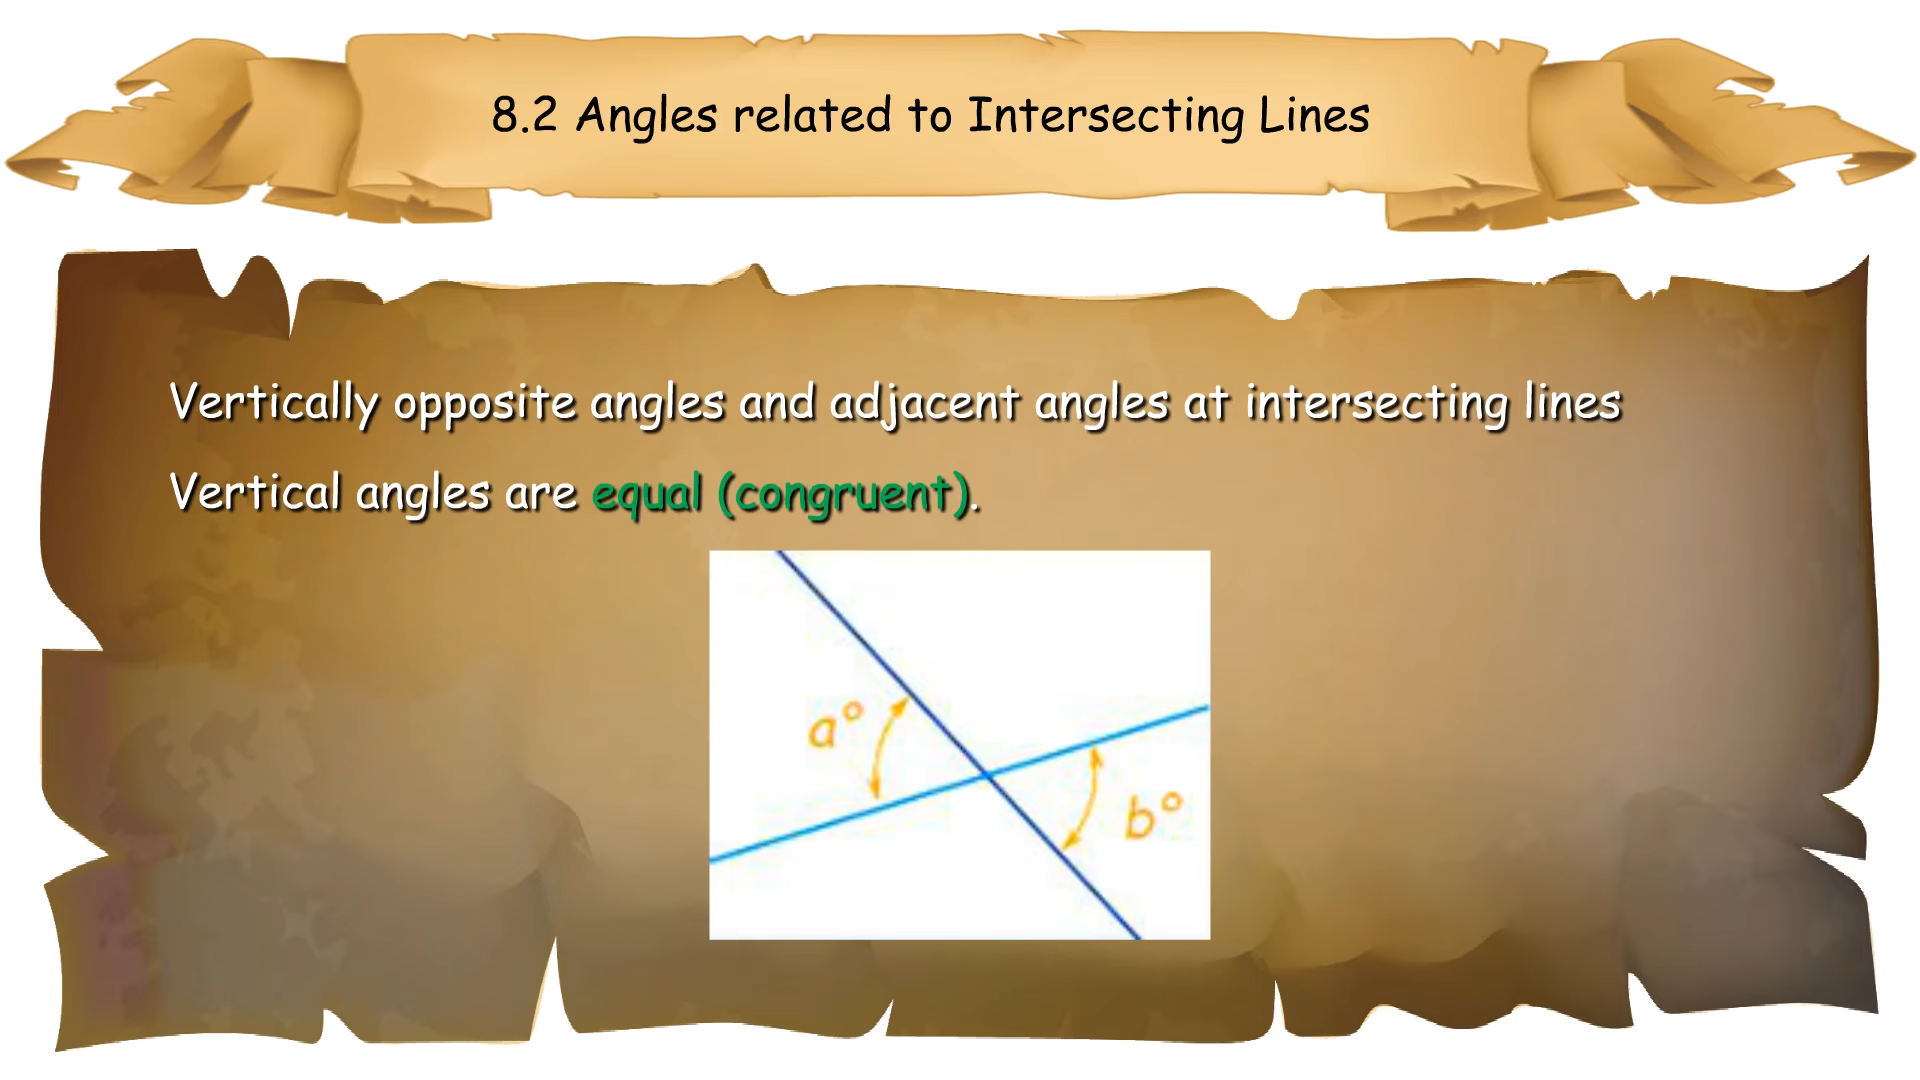 8.2 Angles related to Intersecting Lines
Vertically opposite angles and adjacent angles at intersecting lines
Vertical angles are equal (congruent).
a°
b°